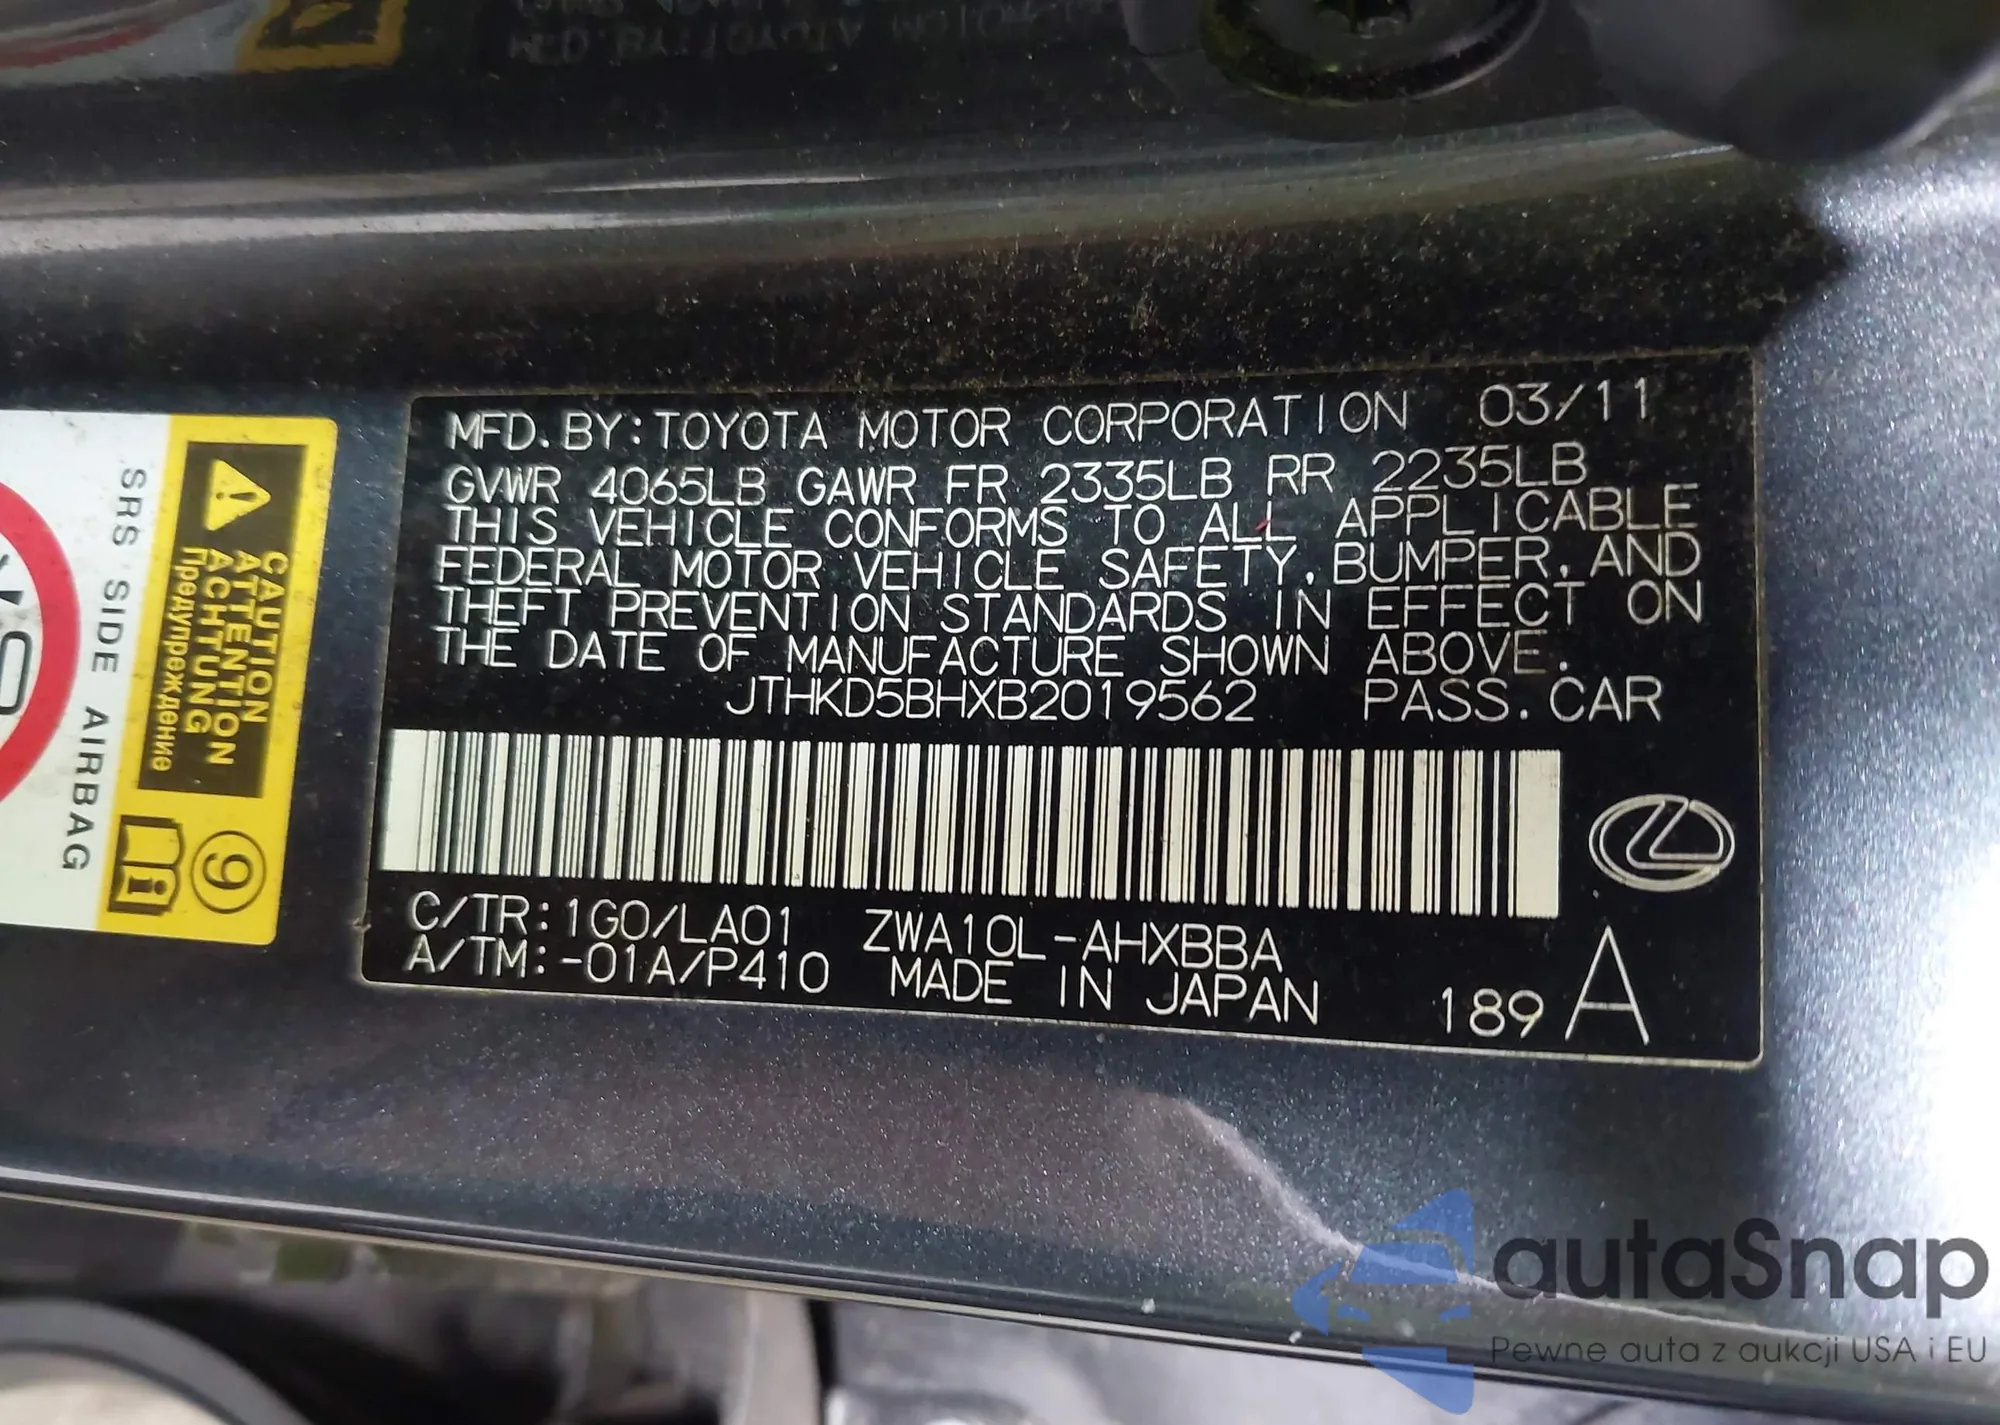 MFD. BY: TOYOTA MOTOR CORPORATION 03/11
GVWR 4065LB GAWR FR 2335LB RR 2235LB
THIS VEHICLE CONFORMS TO ALL APPLICABLE
FEDERAL MOTOR VEHICLE SAFETY, BUMPER, AND
THEFT PREVENTION STANDARDS IN EFFECT ON
THE DATE OF MANUFACTURE SHOWN ABOVE.
JTHKD5BHXB2019562 PASS. CAR
C/TR: 1G0/LA01 ZWA10L-AHXBBA
A/TM: -01A/P410 MADE IN JAPAN 189 A
SRS SIDE AIRBAG
CAUTION
ATTENTION
ACHTUNG
Предупреждение
9
autaSnap
Pewne auta z aukcji USA i EU